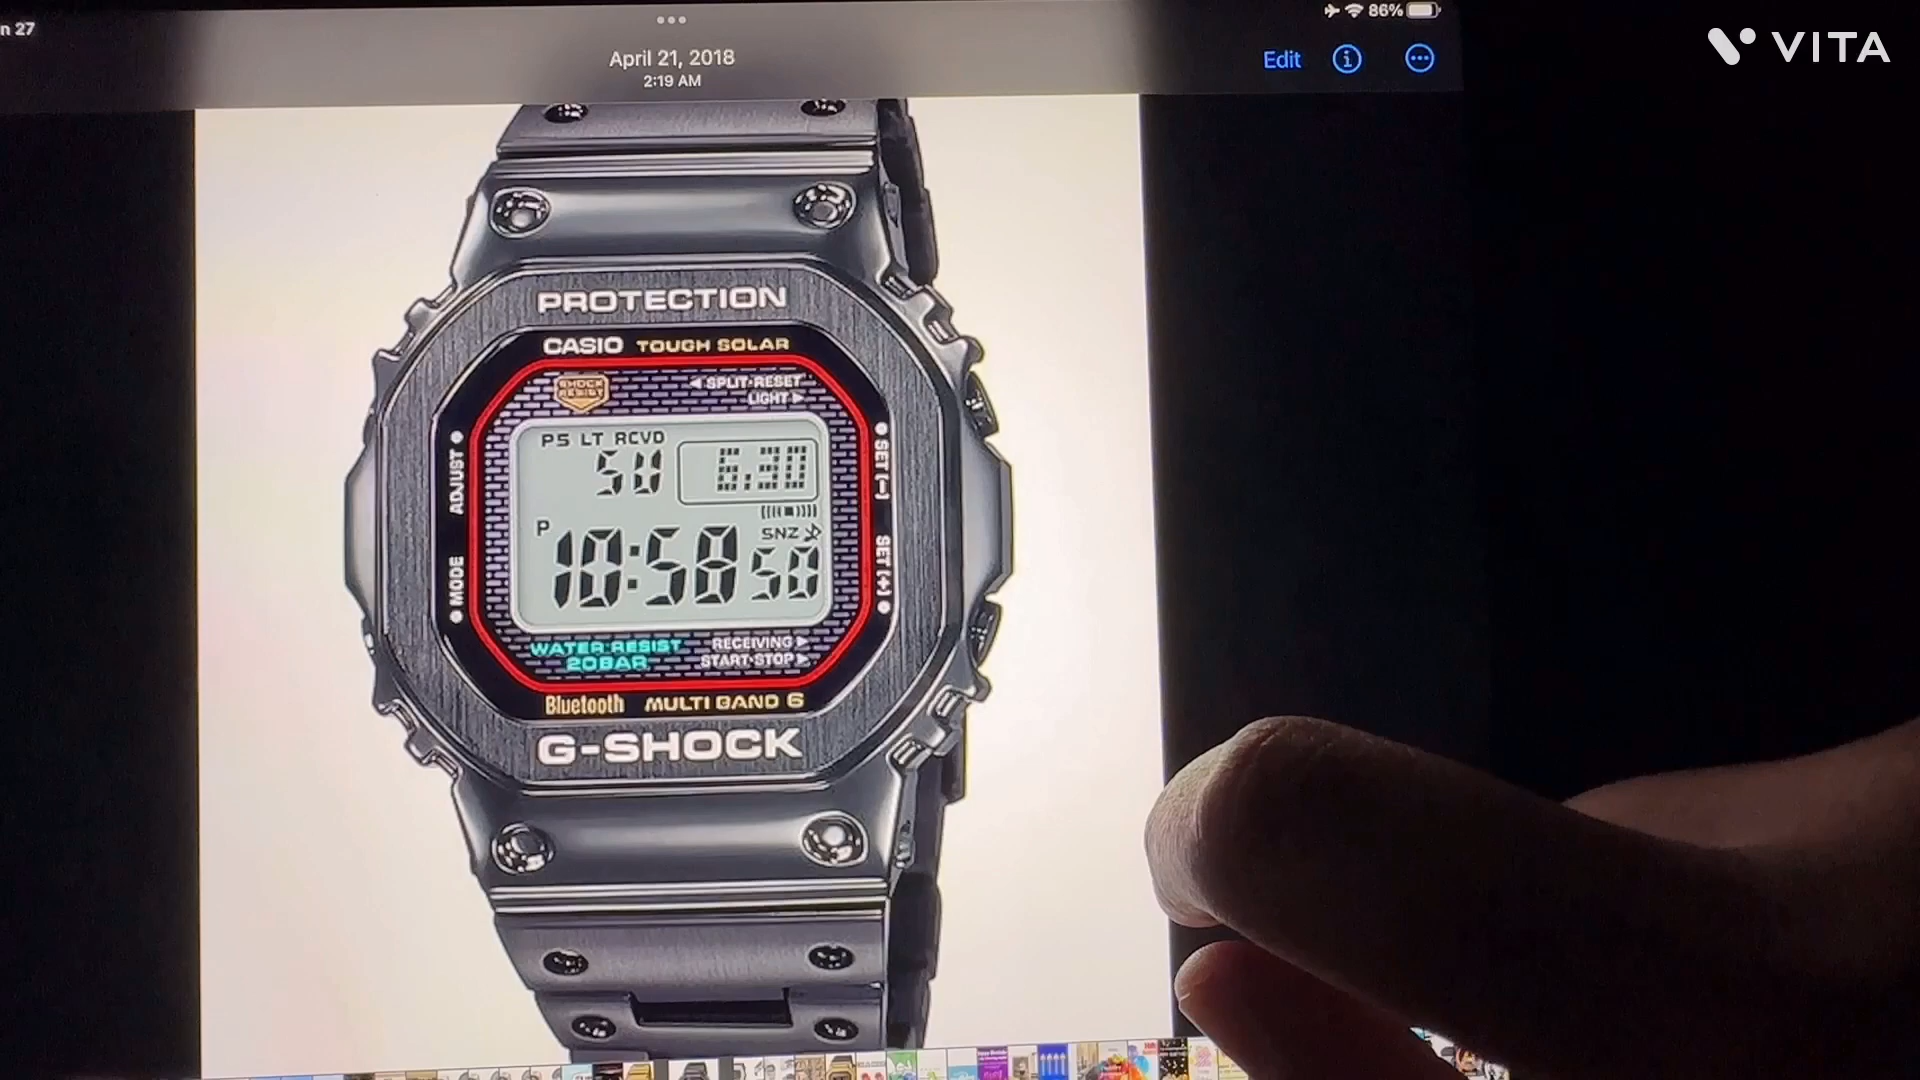 n 27
86%
VITA
April 21, 2018
2:19 AM
Edit
PROTECTION
CASIO TOUGH SOLAR
SHOCK
RESIST
SPLIT·RESET
LIGHT
ADJUST
MODE
SET(−)
SET(+)
PS LT RCVD
SU 6.30
P
SNZ
10:58 50
WATER RESIST
20BAR
RECEIVING
START·STOP
Bluetooth MULTI BAND 6
G-SHOCK